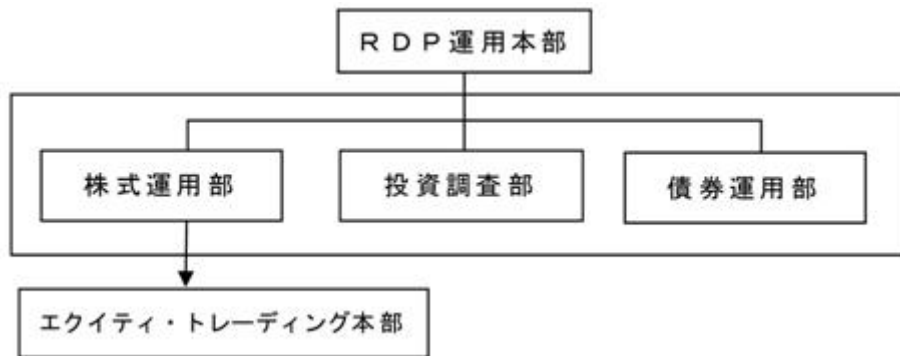 ＲＤＰ運用本部
株式運用部
投資調査部
債券運用部
エクイティ・トレーディング本部